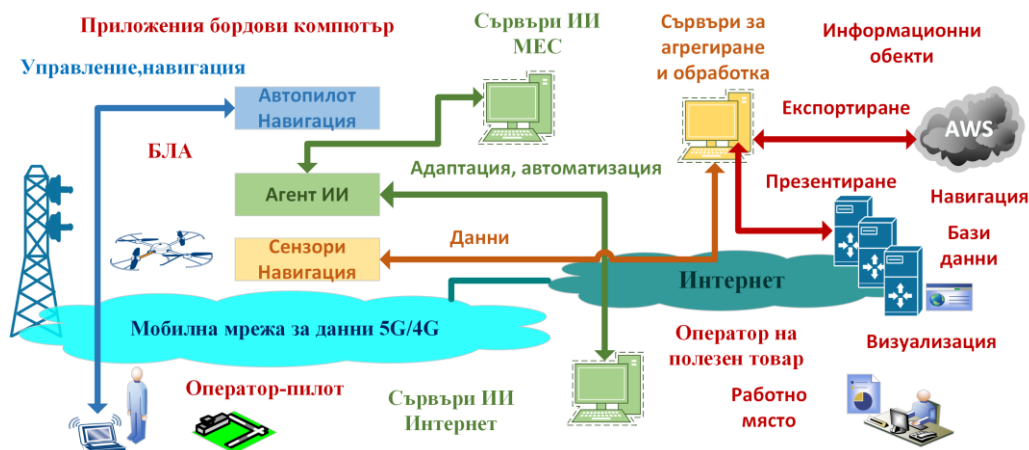 Приложения бордови компютър
Сървъри ИИ
МЕС
Сървъри за
агрегиране
и обработка
Информационни
обекти
Управление,навигация
Автопилот
Навигация
Експортиране
AWS
БЛА
Адаптация, автоматизация
Агент ИИ
Презентиране
Навигация
Сензори
Навигация
Данни
Бази
данни
Интернет
Мобилна мрежа за данни 5G/4G
Оператор на
полезен товар
Визуализация
Оператор-пилот
Сървъри ИИ
Интернет
Работно
място